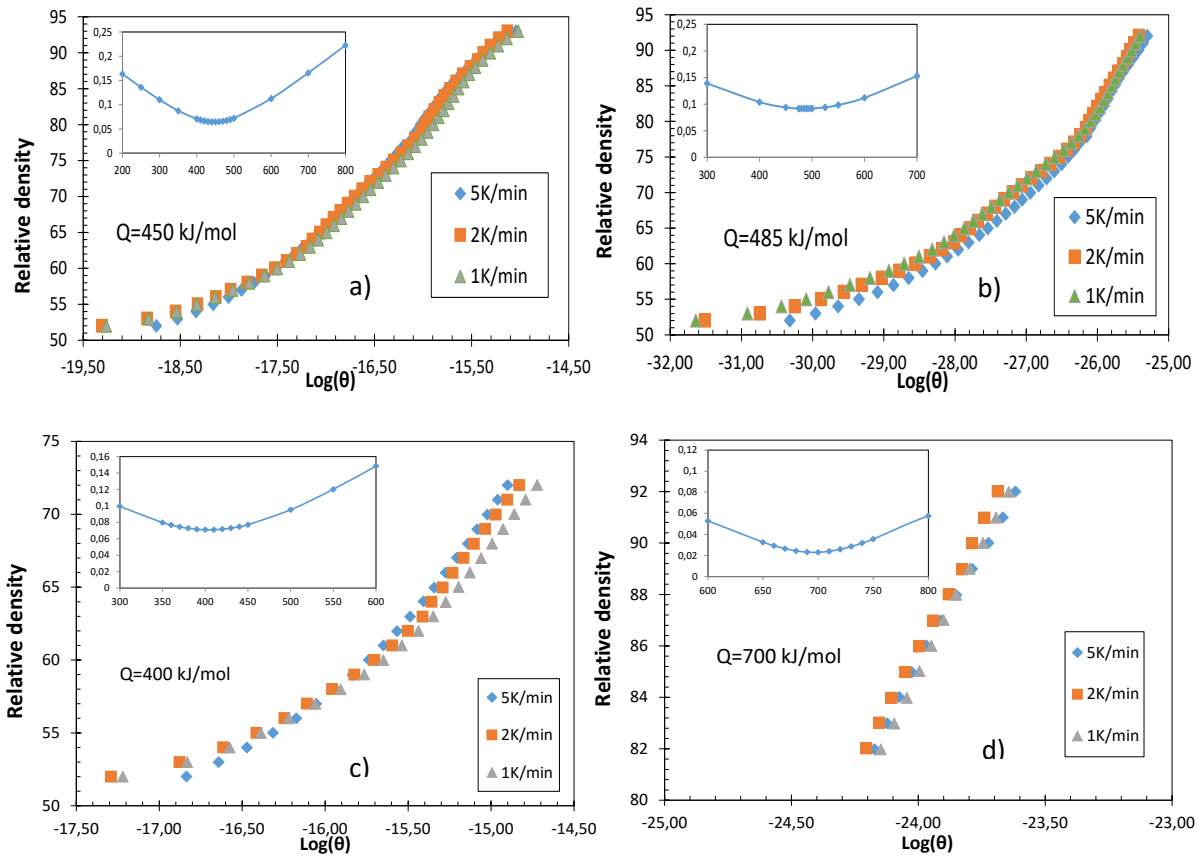 Relative density
95
90
85
80
75
70
65
60
55
50
0,25
0,2
0,15
0,1
0,05
0
200 300 400 500 600 700 800
Q=450 kJ/mol
a)
5K/min
2K/min
1K/min
-19,50 -18,50 -17,50 -16,50 -15,50 -14,50
Log(θ)
Relative density
95
90
85
80
75
70
65
60
55
50
0,25
0,2
0,15
0,1
0,05
0
300 400 500 600 700
Q=485 kJ/mol
b)
5K/min
2K/min
1K/min
-32,00 -31,00 -30,00 -29,00 -28,00 -27,00 -26,00 -25,00
Log(θ)
Relative density
75
70
65
60
55
50
0,16
0,14
0,12
0,1
0,08
0,06
0,04
0,02
0
300 350 400 450 500 550 600
Q=400 kJ/mol
c)
5K/min
2K/min
1K/min
-17,50 -17,00 -16,50 -16,00 -15,50 -15,00 -14,50
Log(θ)
Relative density
94
92
90
88
86
84
82
80
0,12
0,1
0,08
0,06
0,04
0,02
0
600 650 700 750 800
Q=700 kJ/mol
d)
5K/min
2K/min
1K/min
-25,00 -24,50 -24,00 -23,50 -23,00
Log(θ)